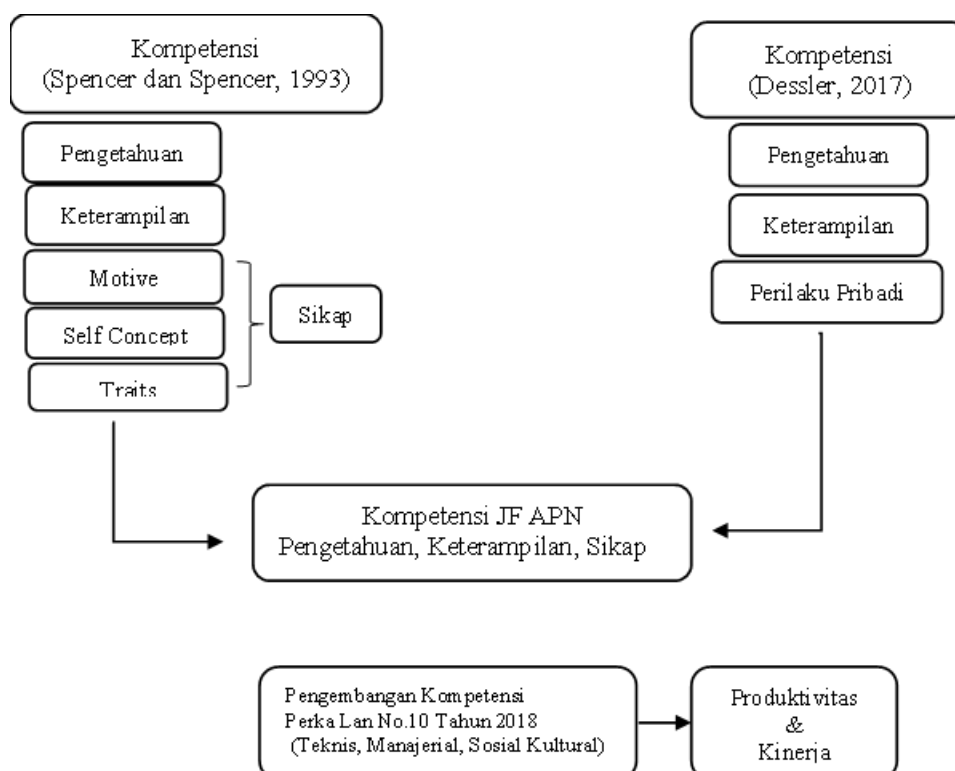 Kompetensi
(Spencer dan Spencer, 1993)
Pengetahuan
Keterampilan
Motive
Self Concept
Traits
Sikap
Kompetensi
(Dessler, 2017)
Pengetahuan
Keterampilan
Perilaku Pribadi
Kompetensi JF APN
Pengetahuan, Keterampilan, Sikap
Pengembangan Kompetensi
Perka Lan No.10 Tahun 2018
(Teknis, Manajerial, Sosial Kultural)
Produktivitas
&
Kinerja